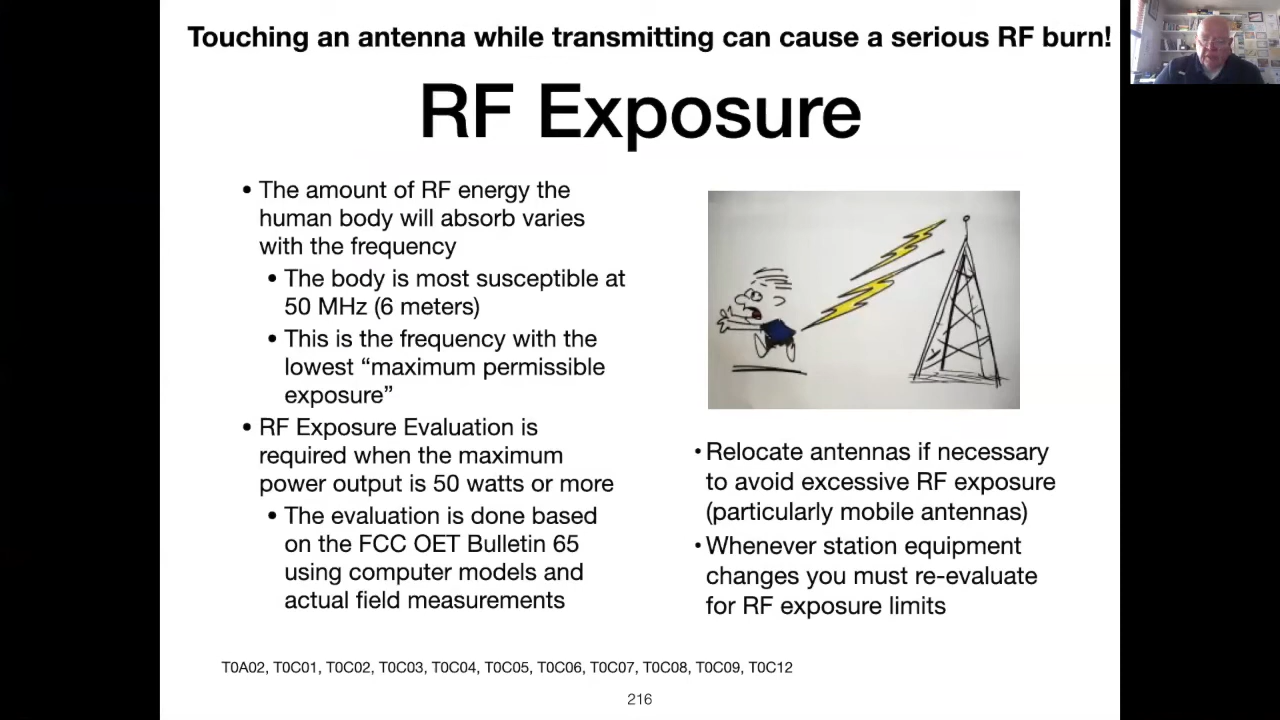 Touching an antenna while transmitting can cause a serious RF burn!
RF Exposure
• The amount of RF energy the
human body will absorb varies
with the frequency
• The body is most susceptible at
50 MHz (6 meters)
• This is the frequency with the
lowest “maximum permissible
exposure”
• RF Exposure Evaluation is
required when the maximum
power output is 50 watts or more
• The evaluation is done based
on the FCC OET Bulletin 65
using computer models and
actual field measurements
• Relocate antennas if necessary
to avoid excessive RF exposure
(particularly mobile antennas)
• Whenever station equipment
changes you must re-evaluate
for RF exposure limits
T0A02, T0C01, T0C02, T0C03, T0C04, T0C05, T0C06, T0C07, T0C08, T0C09, T0C12
216